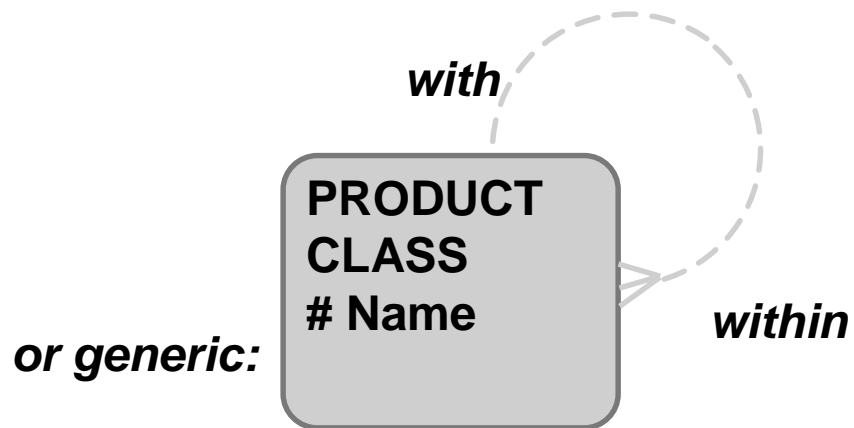 with
PRODUCT
CLASS
# Name
within
or generic: